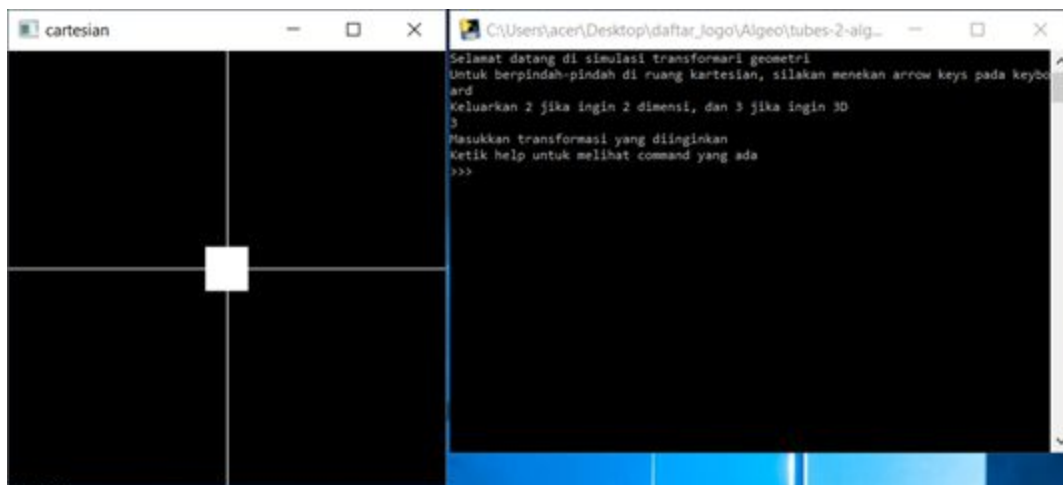 cartesian
C:\Users\acer\Desktop\daftar_logo\Algeo\tubes-2-alg...
Selamat datang di simulasi transformari geometri
Untuk berpindah-pindah di ruang kartesian, silakan menekan arrow keys pada keybo
ard
Keluarkan 2 jika ingin 2 dimensi, dan 3 jika ingin 3D
3
Masukkan transformasi yang diinginkan
Ketik help untuk melihat command yang ada
>>>